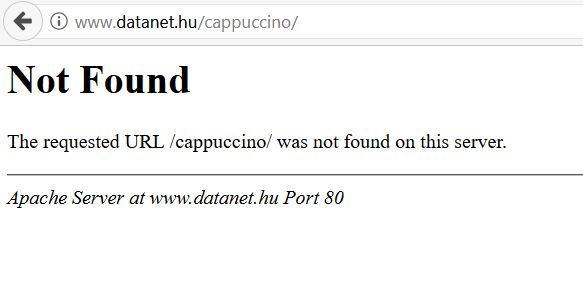 www.datanet.hu/cappuccino/
Not Found
The requested URL /cappuccino/ was not found on this server.
Apache Server at www.datanet.hu Port 80